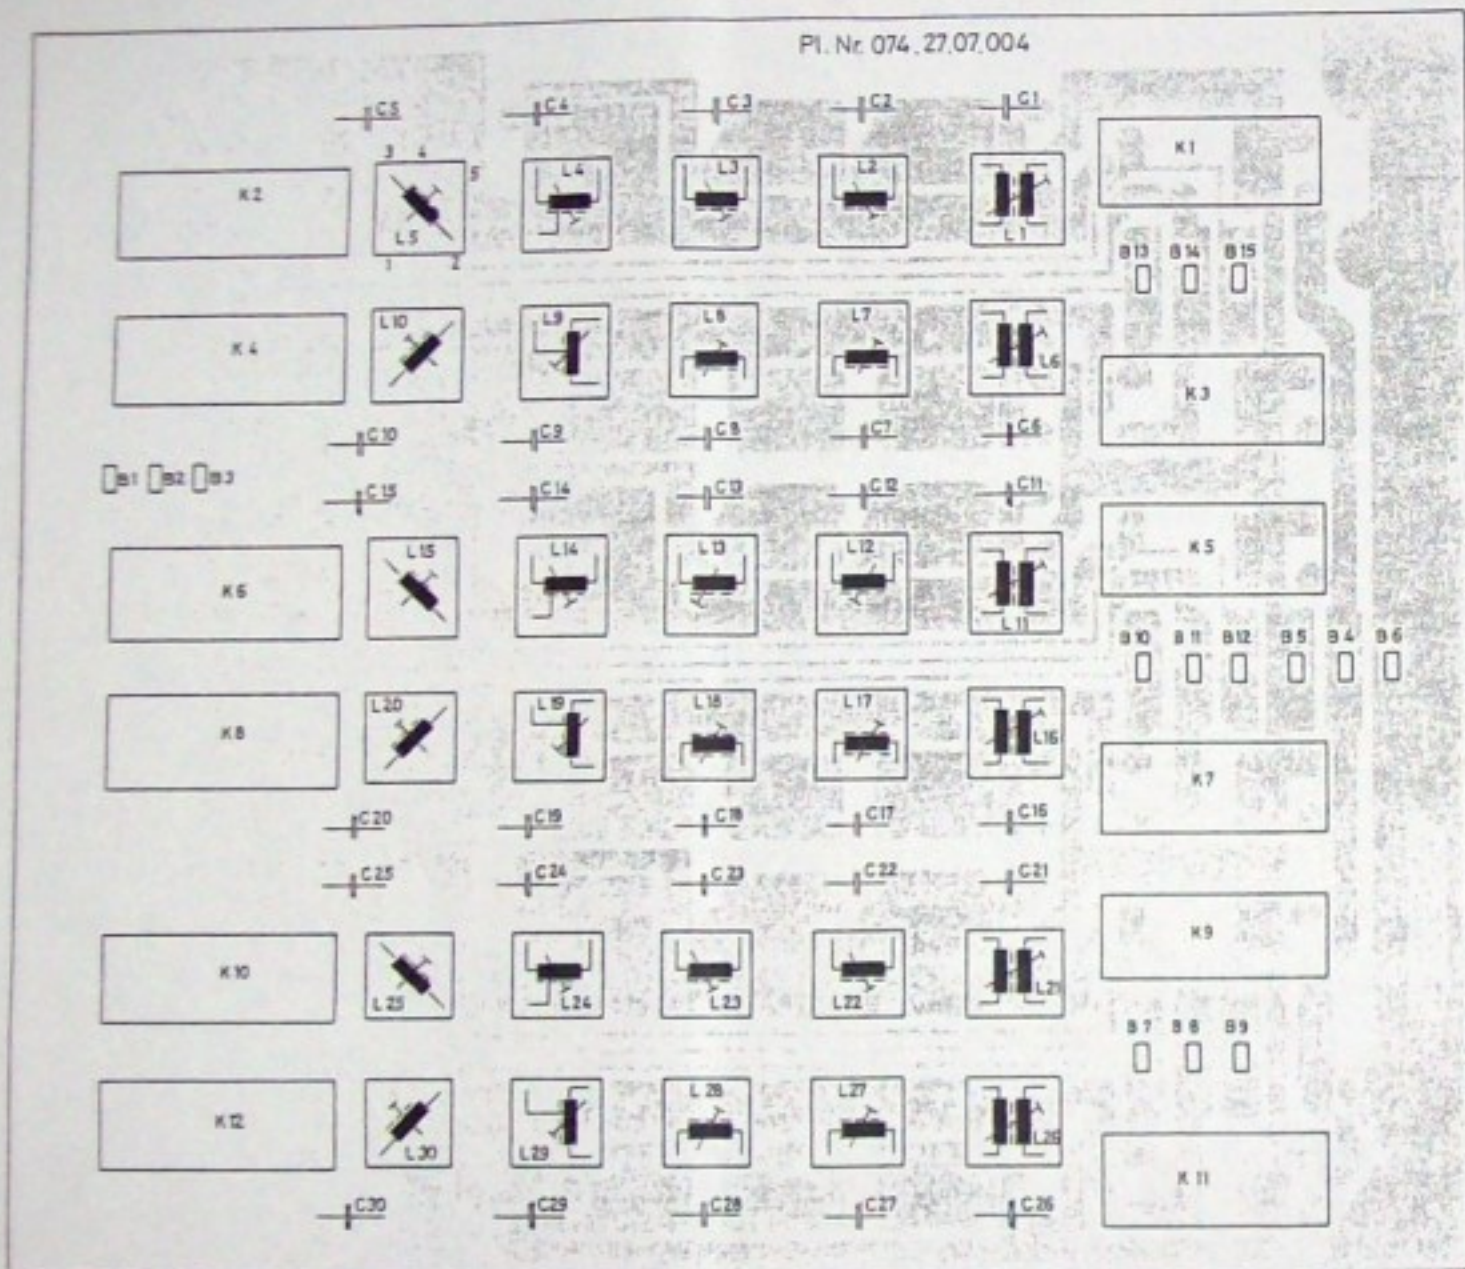 Pl. Nr. 074.27.07.004
C5 C4 C3 C2 C1
K1
3 4
5
K2 L5 L4 L3 L2 L1
1 2
B13 B14 B15
K4 L10 L9 L8 L7 L6
K3
C10 C9 C8 C7 C6
B1 B2 B3
C15 C14 C13 C12 C11
K5
K6 L15 L14 L13 L12 L11
B10 B11 B12 B5 B4 B6
K8 L20 L19 L18 L17 L16
K7
C20 C19 C18 C17 C16
C25 C24 C23 C22 C21
K9
K10 L25 L24 L23 L22 L21
B7 B8 B9
K12 L30 L29 L28 L27 L26
K11
C30 C29 C28 C27 C26